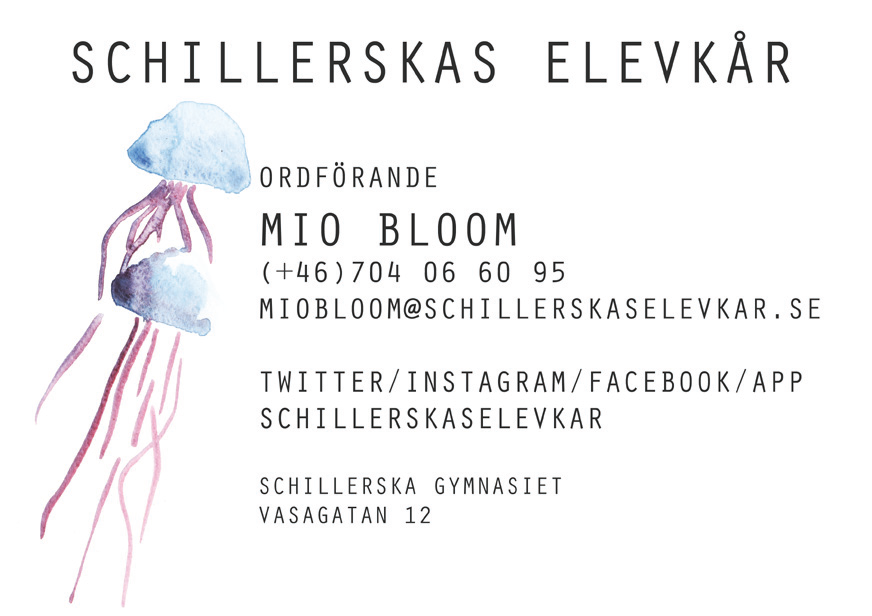 SCHILLERSKAS ELEVKÅR
ORDFÖRANDE
MIO BLOOM
(+46)704 06 60 95
MIOBLOOM@SCHILLERSKASELEVKAR.SE
TWITTER/INSTAGRAM/FACEBOOK/APP
SCHILLERSKASELEVKAR
SCHILLERSKA GYMNASIET
VASAGATAN 12